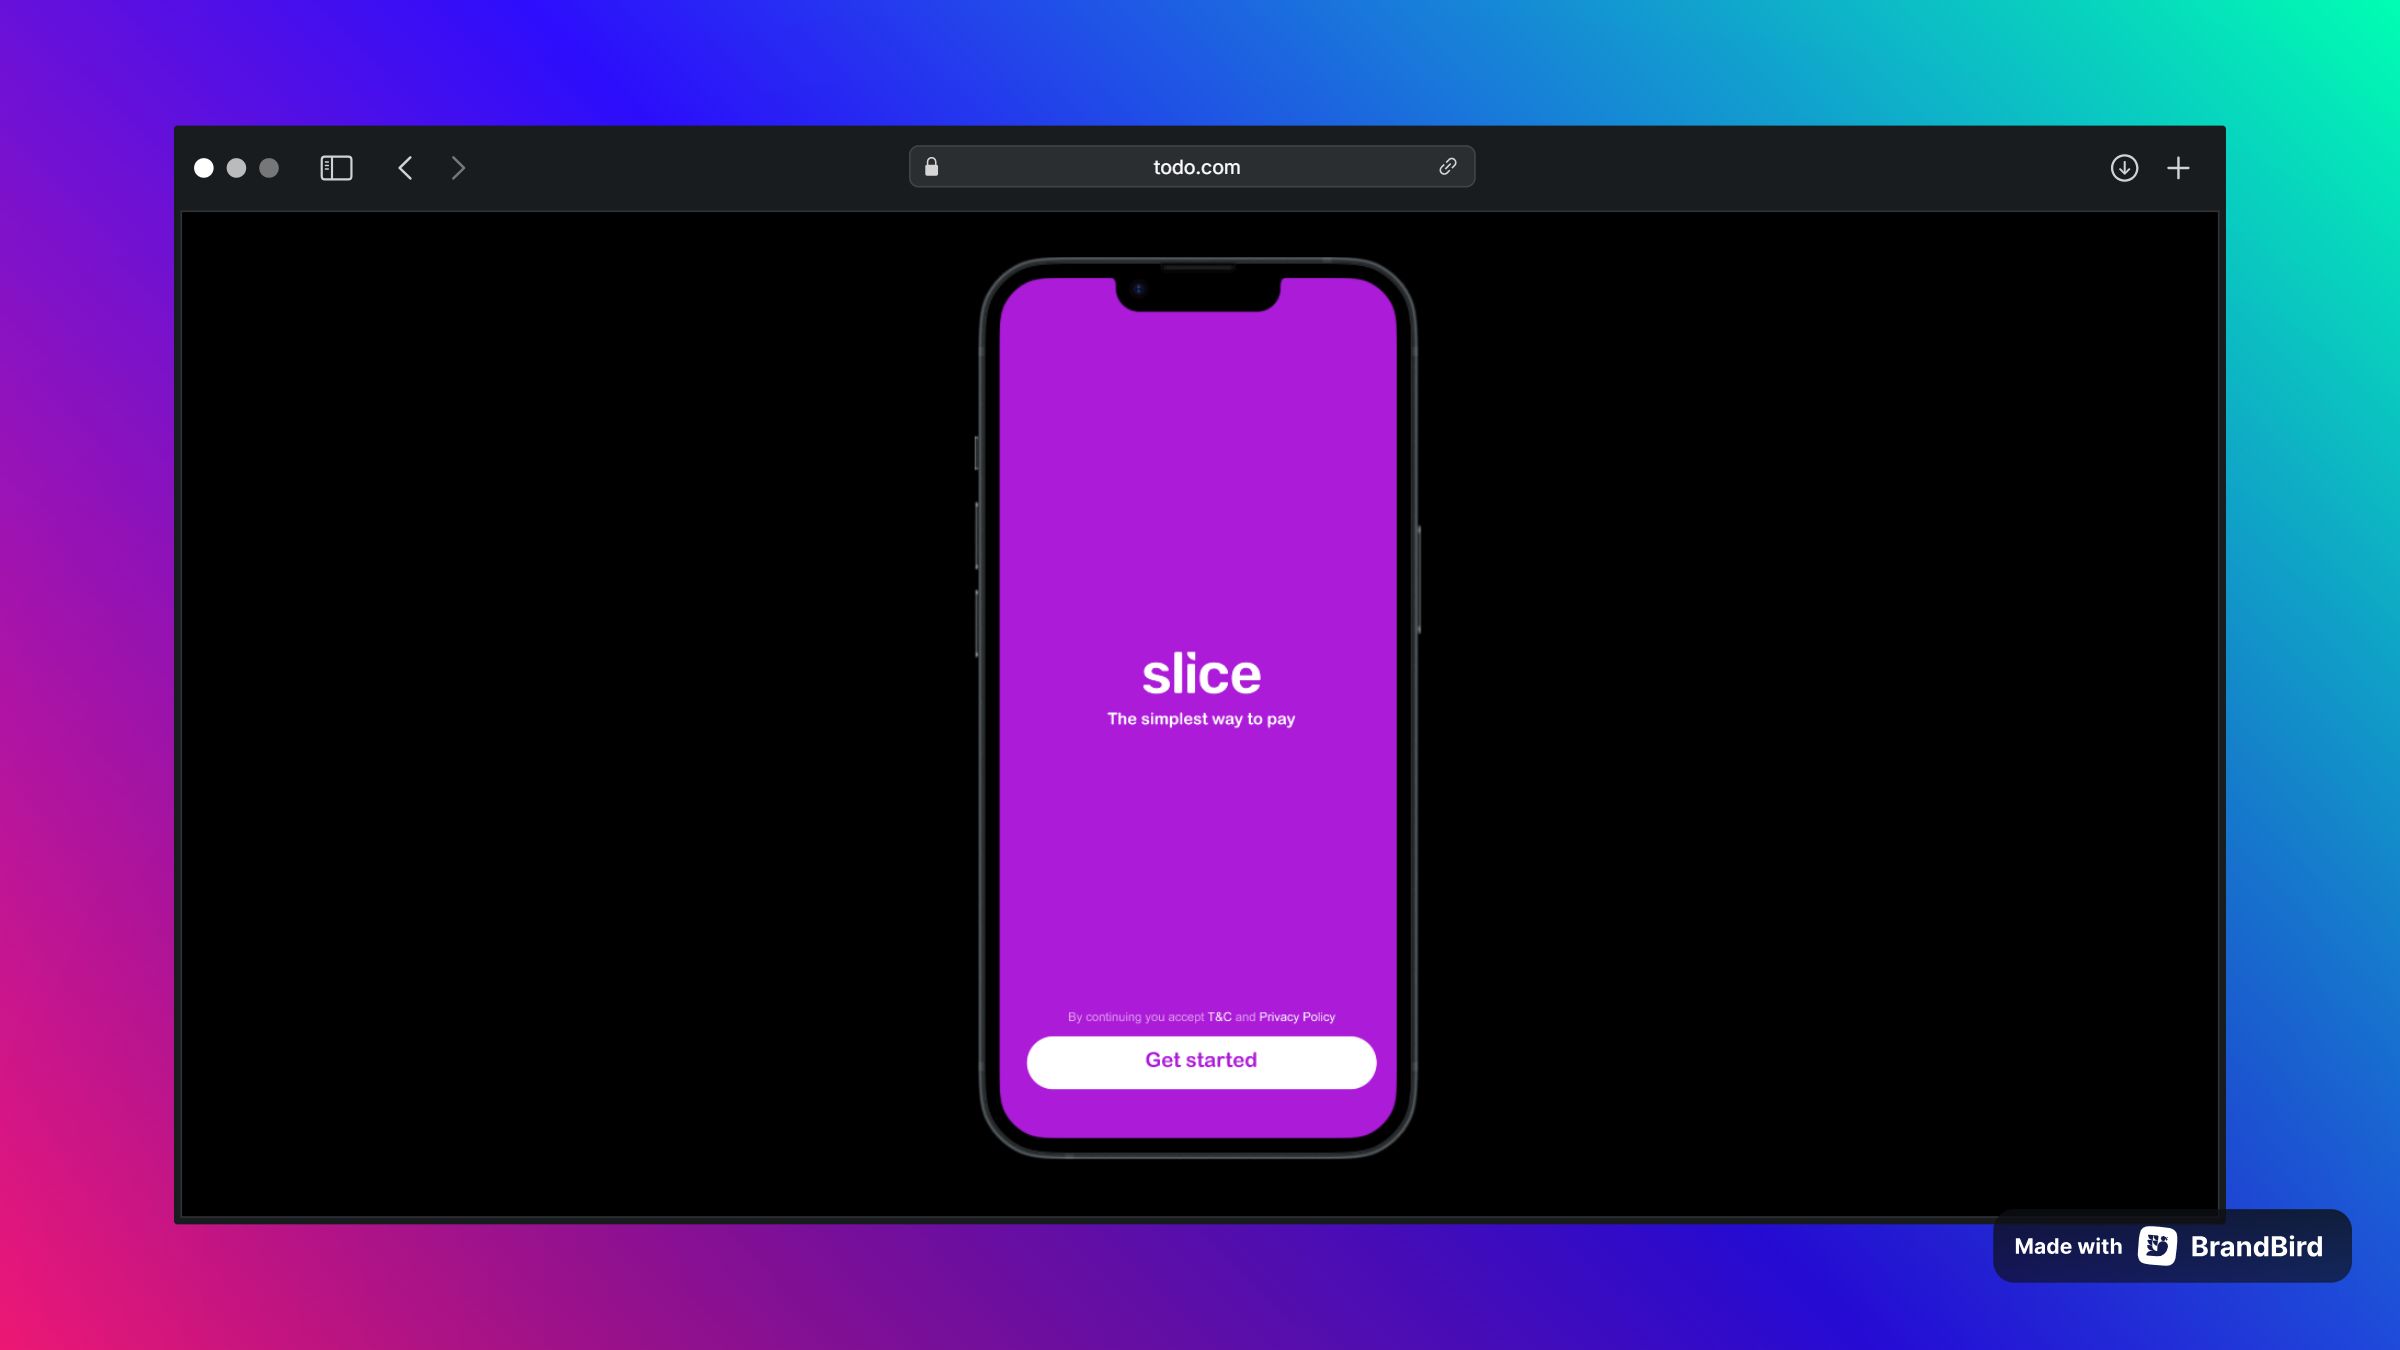 todo.com
slice
The simplest way to pay
By continuing you accept T&C and Privacy Policy
Get started
Made with BrandBird